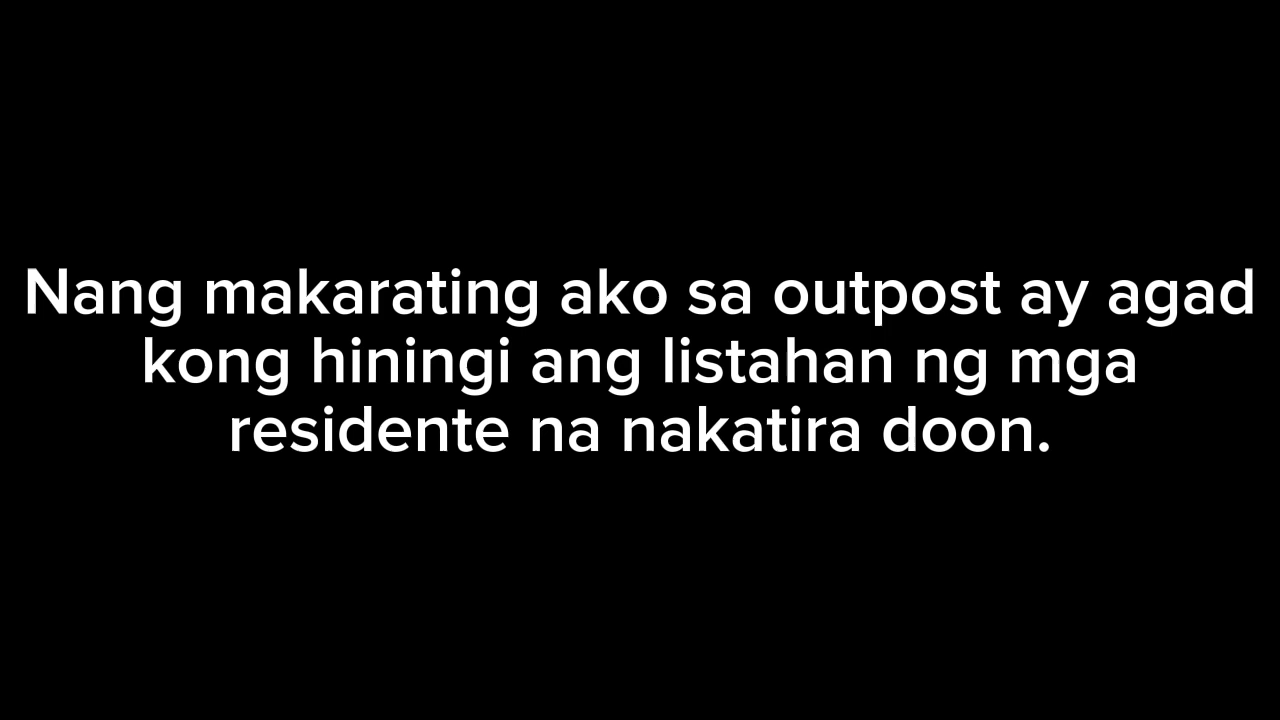 Nang makarating ako sa outpost ay agad
kong hiningi ang listahan ng mga
residente na nakatira doon.